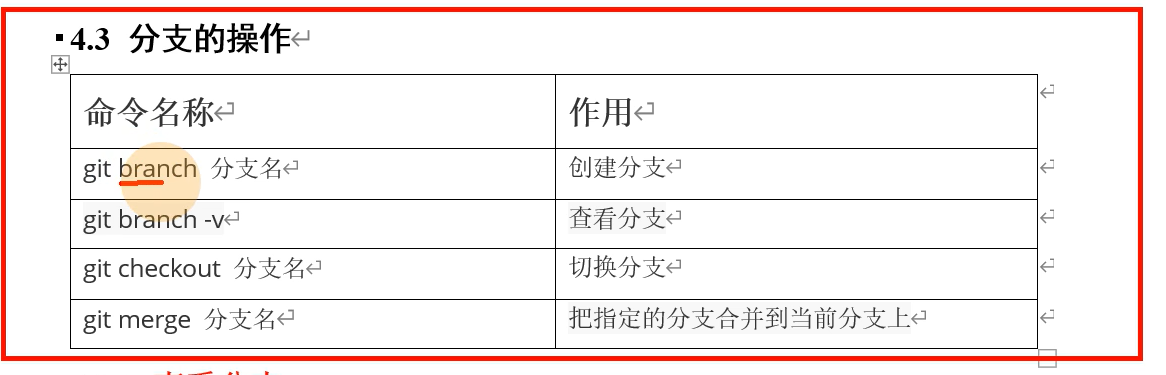 4.3 分支的操作
命令名称 作用
git branch 分支名 创建分支
git branch -v 查看分支
git checkout 分支名 切换分支
git merge 分支名 把指定的分支合并到当前分支上